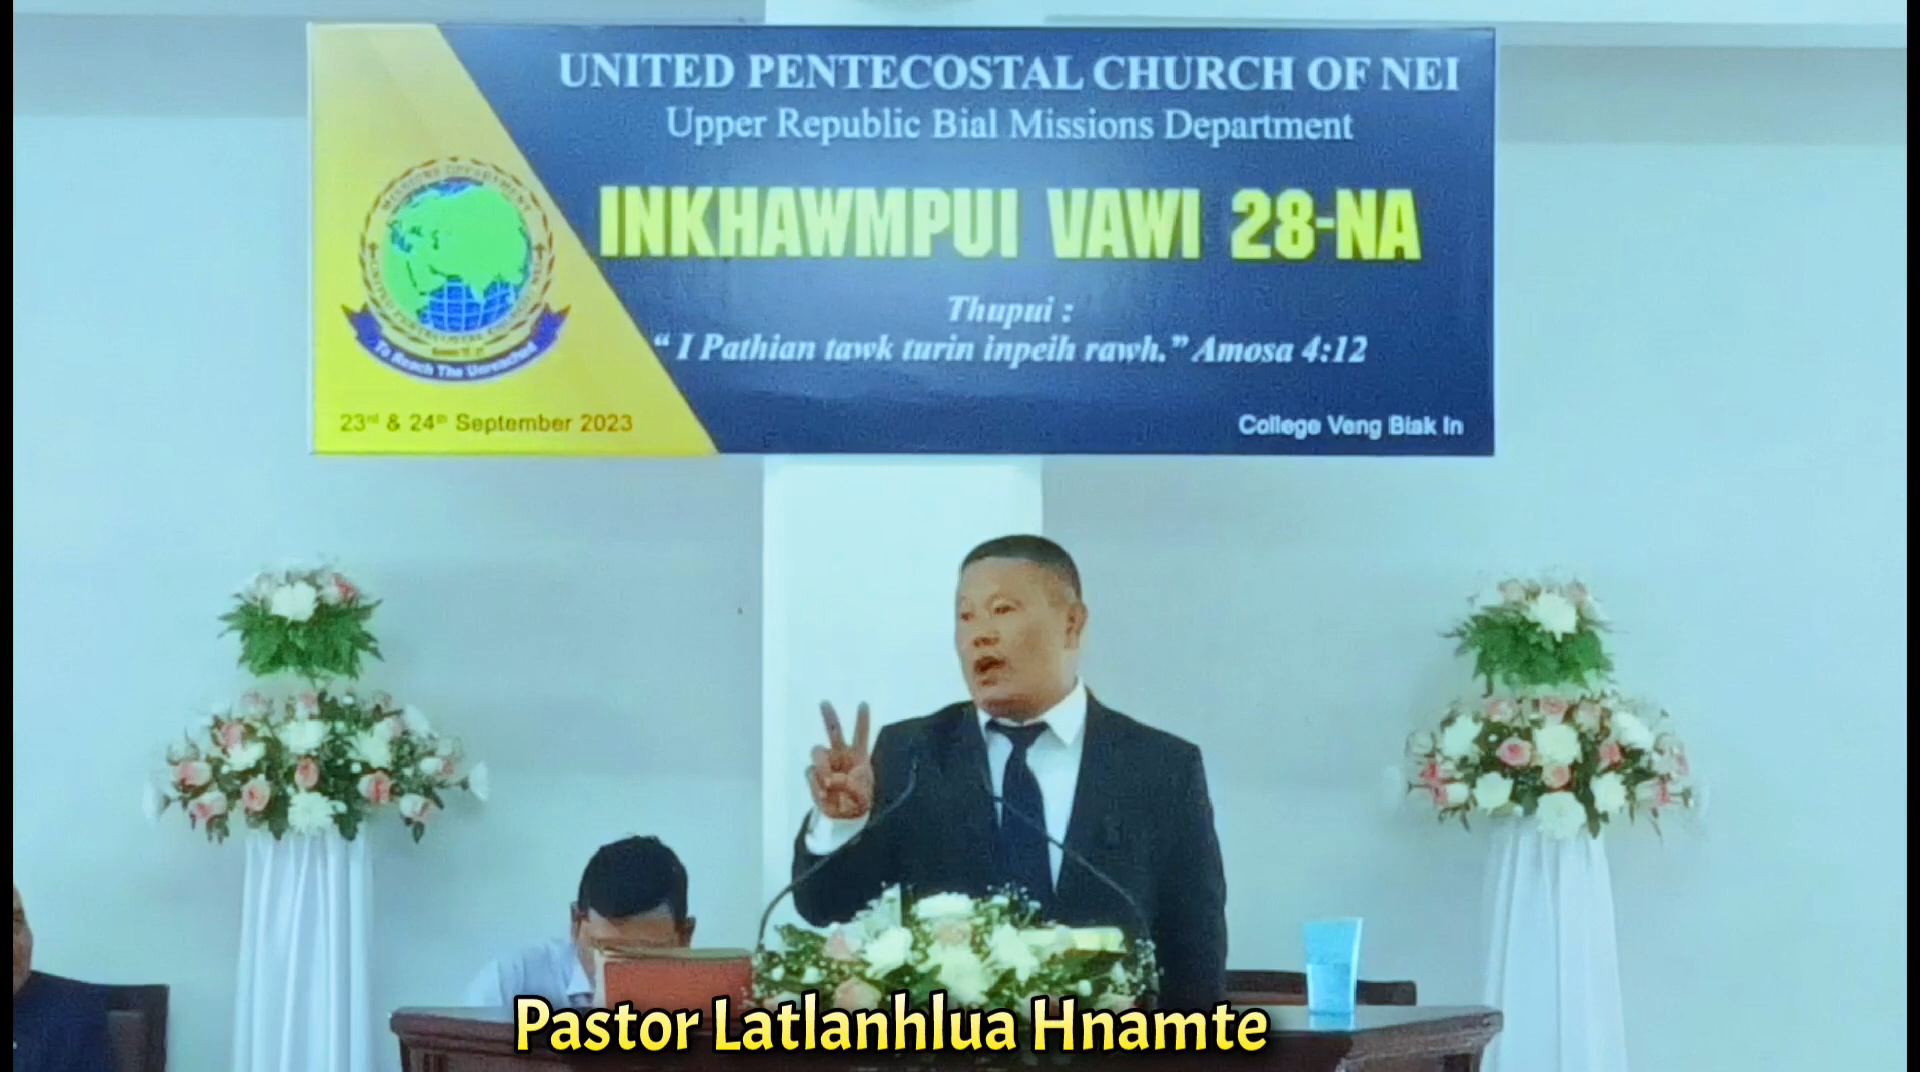 UNITED PENTECOSTAL CHURCH OF NEI
Upper Republic Bial Missions Department
INKHAWMPUI VAWI 28-NA
Thupui :
“ I Pathian tawk turin inpeih rawh.” Amosa 4:12
MISSIONS DEPARTMENT
To Reach The Unreached
23rd & 24th September 2023
College Veng Biak In
Pastor Latlanhlua Hnamte